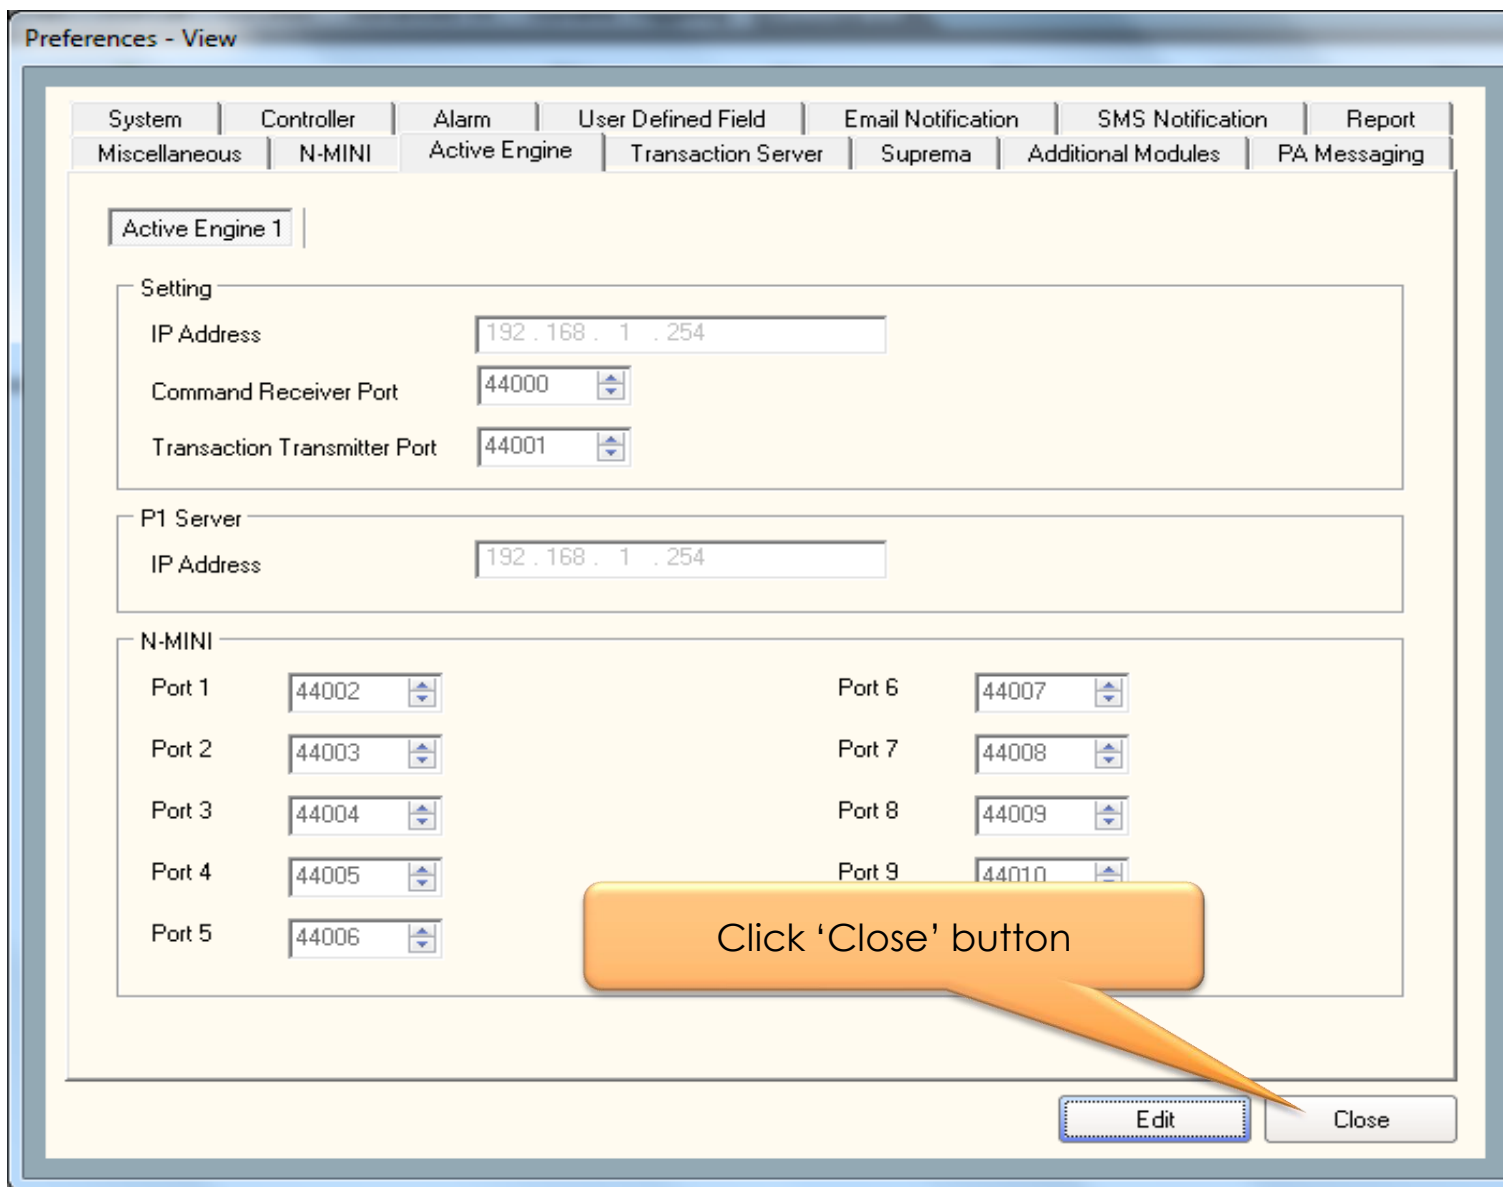 Preferences - View
System Controller Alarm User Defined Field Email Notification SMS Notification Report
Miscellaneous N-MINI Active Engine Transaction Server Suprema Additional Modules PA Messaging
Active Engine 1
Setting
IP Address 192 . 168 . 1 . 254
Command Receiver Port 44000
Transaction Transmitter Port 44001
P1 Server
IP Address 192 . 168 . 1 . 254
N-MINI
Port 1 44002 Port 6 44007
Port 2 44003 Port 7 44008
Port 3 44004 Port 8 44009
Port 4 44005 Port 9 44010
Port 5 44006
Click ‘Close’ button
Edit Close